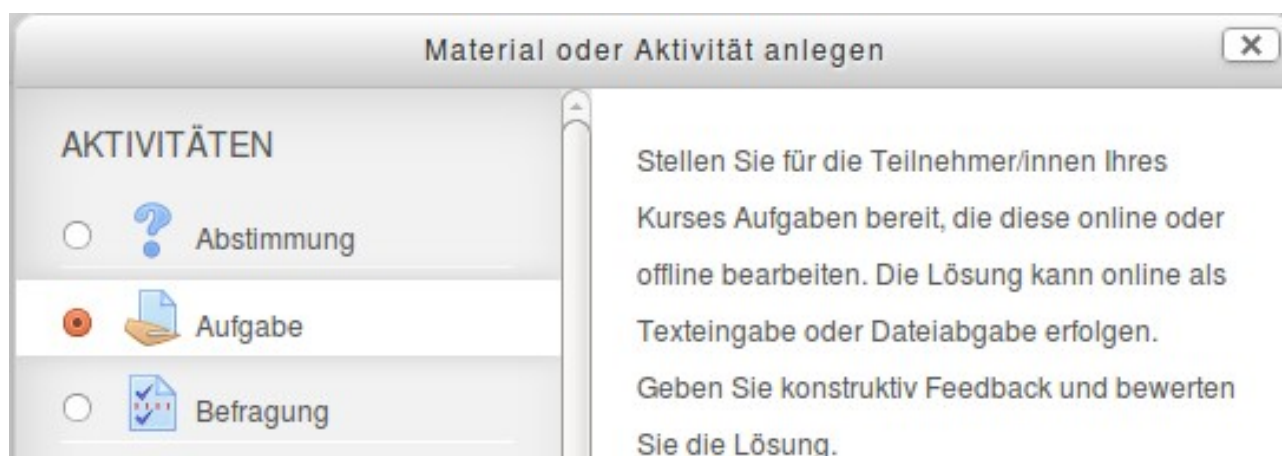 Material oder Aktivität anlegen
AKTIVITÄTEN
Abstimmung
Aufgabe
Befragung
Stellen Sie für die Teilnehmer/innen Ihres
Kurses Aufgaben bereit, die diese online oder
offline bearbeiten. Die Lösung kann online als
Texteingabe oder Dateiabgabe erfolgen.
Geben Sie konstruktiv Feedback und bewerten
Sie die Lösung.